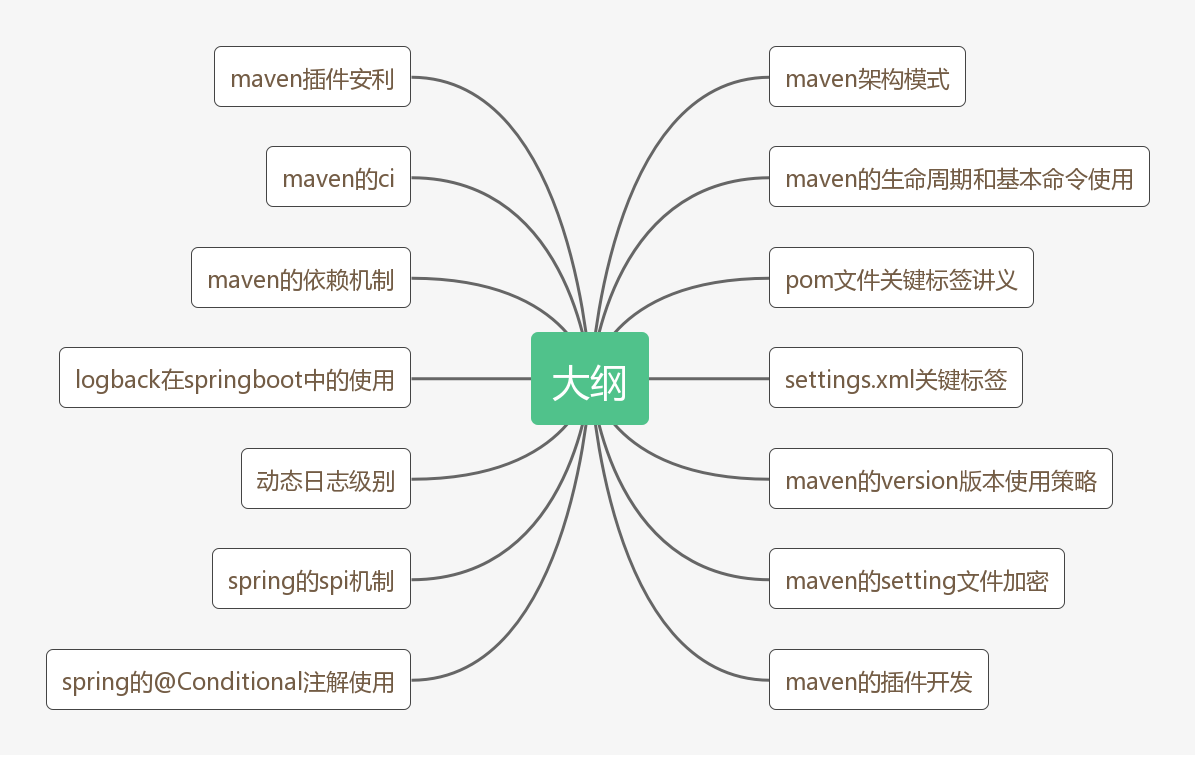 maven插件安利
maven架构模式
maven的ci
maven的生命周期和基本命令使用
maven的依赖机制
pom文件关键标签讲义
logback在springboot中的使用
大纲
settings.xml关键标签
动态日志级别
maven的version版本使用策略
spring的spi机制
maven的setting文件加密
spring的@Conditional注解使用
maven的插件开发